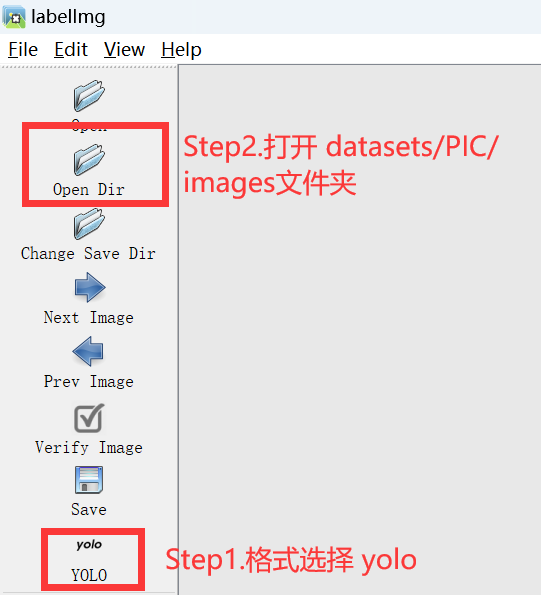 labelImg
File Edit View Help
Open
Step2.打开 datasets/PIC/
images文件夹
Open Dir
Change Save Dir
Next Image
Prev Image
Verify Image
Save
yolo
Step1.格式选择 yolo
YOLO